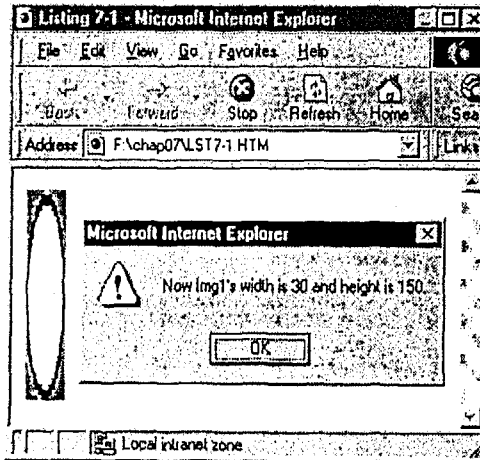 Listing 7-1 - Microsoft Internet Explorer
File Edit View Go Favorites Help
Back Forward Stop Refresh Home Sea
Address F:\chap07\LST7-1.HTM Links
Microsoft Internet Explorer
Now Img1's width is 30 and height is 150.
OK
Local intranet zone